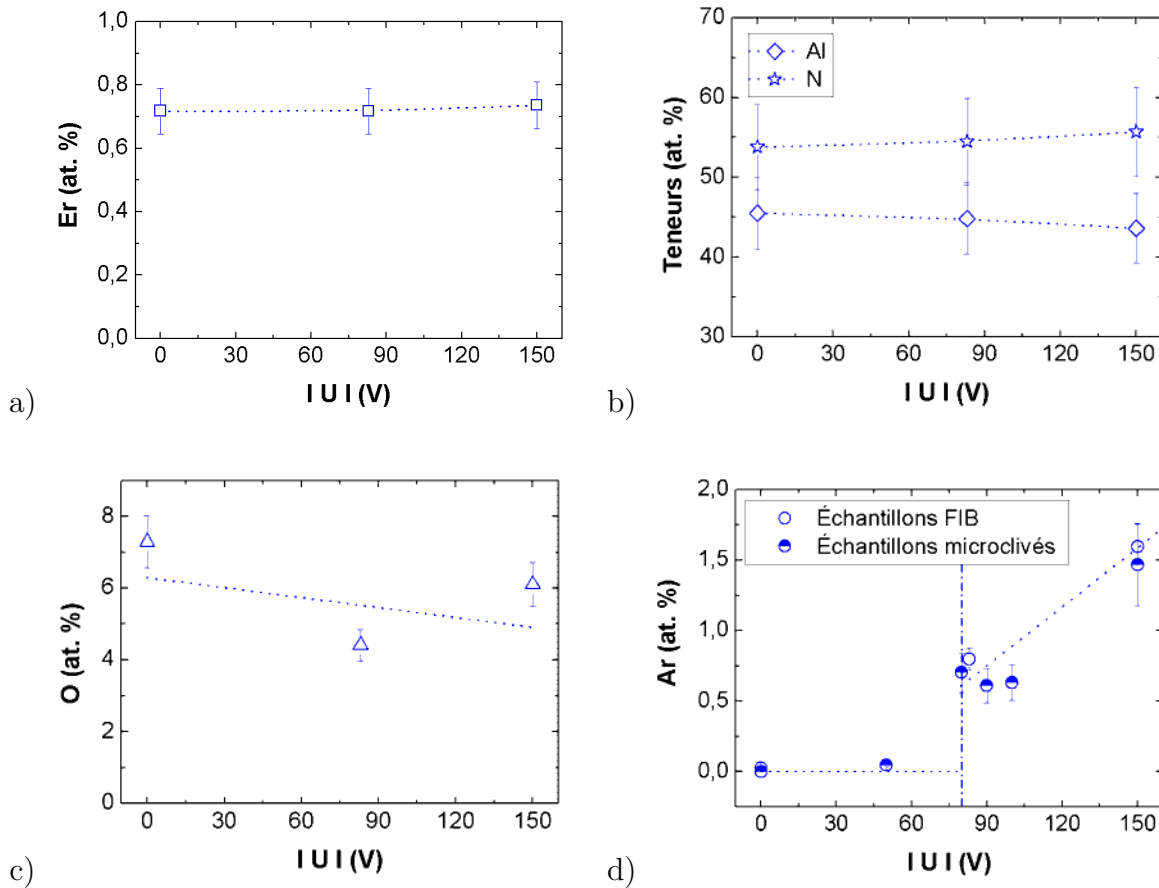 1,0
0,8
0,6
0,4
0,2
0,0
Er (at. %)
0 30 60 90 120 150
I U I (V)
a)
70
60
50
40
30
Teneurs (at. %)
Al
N
0 30 60 90 120 150
I U I (V)
b)
8
6
4
2
0
O (at. %)
0 30 60 90 120 150
I U I (V)
c)
2,0
1,5
1,0
0,5
0,0
Ar (at. %)
Échantillons FIB
Échantillons microclivés
0 30 60 90 120 150
I U I (V)
d)